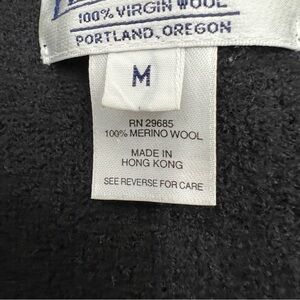 100% VIRGIN WOOL
PORTLAND, OREGON
M
RN 29685
100% MERINO WOOL
MADE IN
HONG KONG
SEE REVERSE FOR CARE